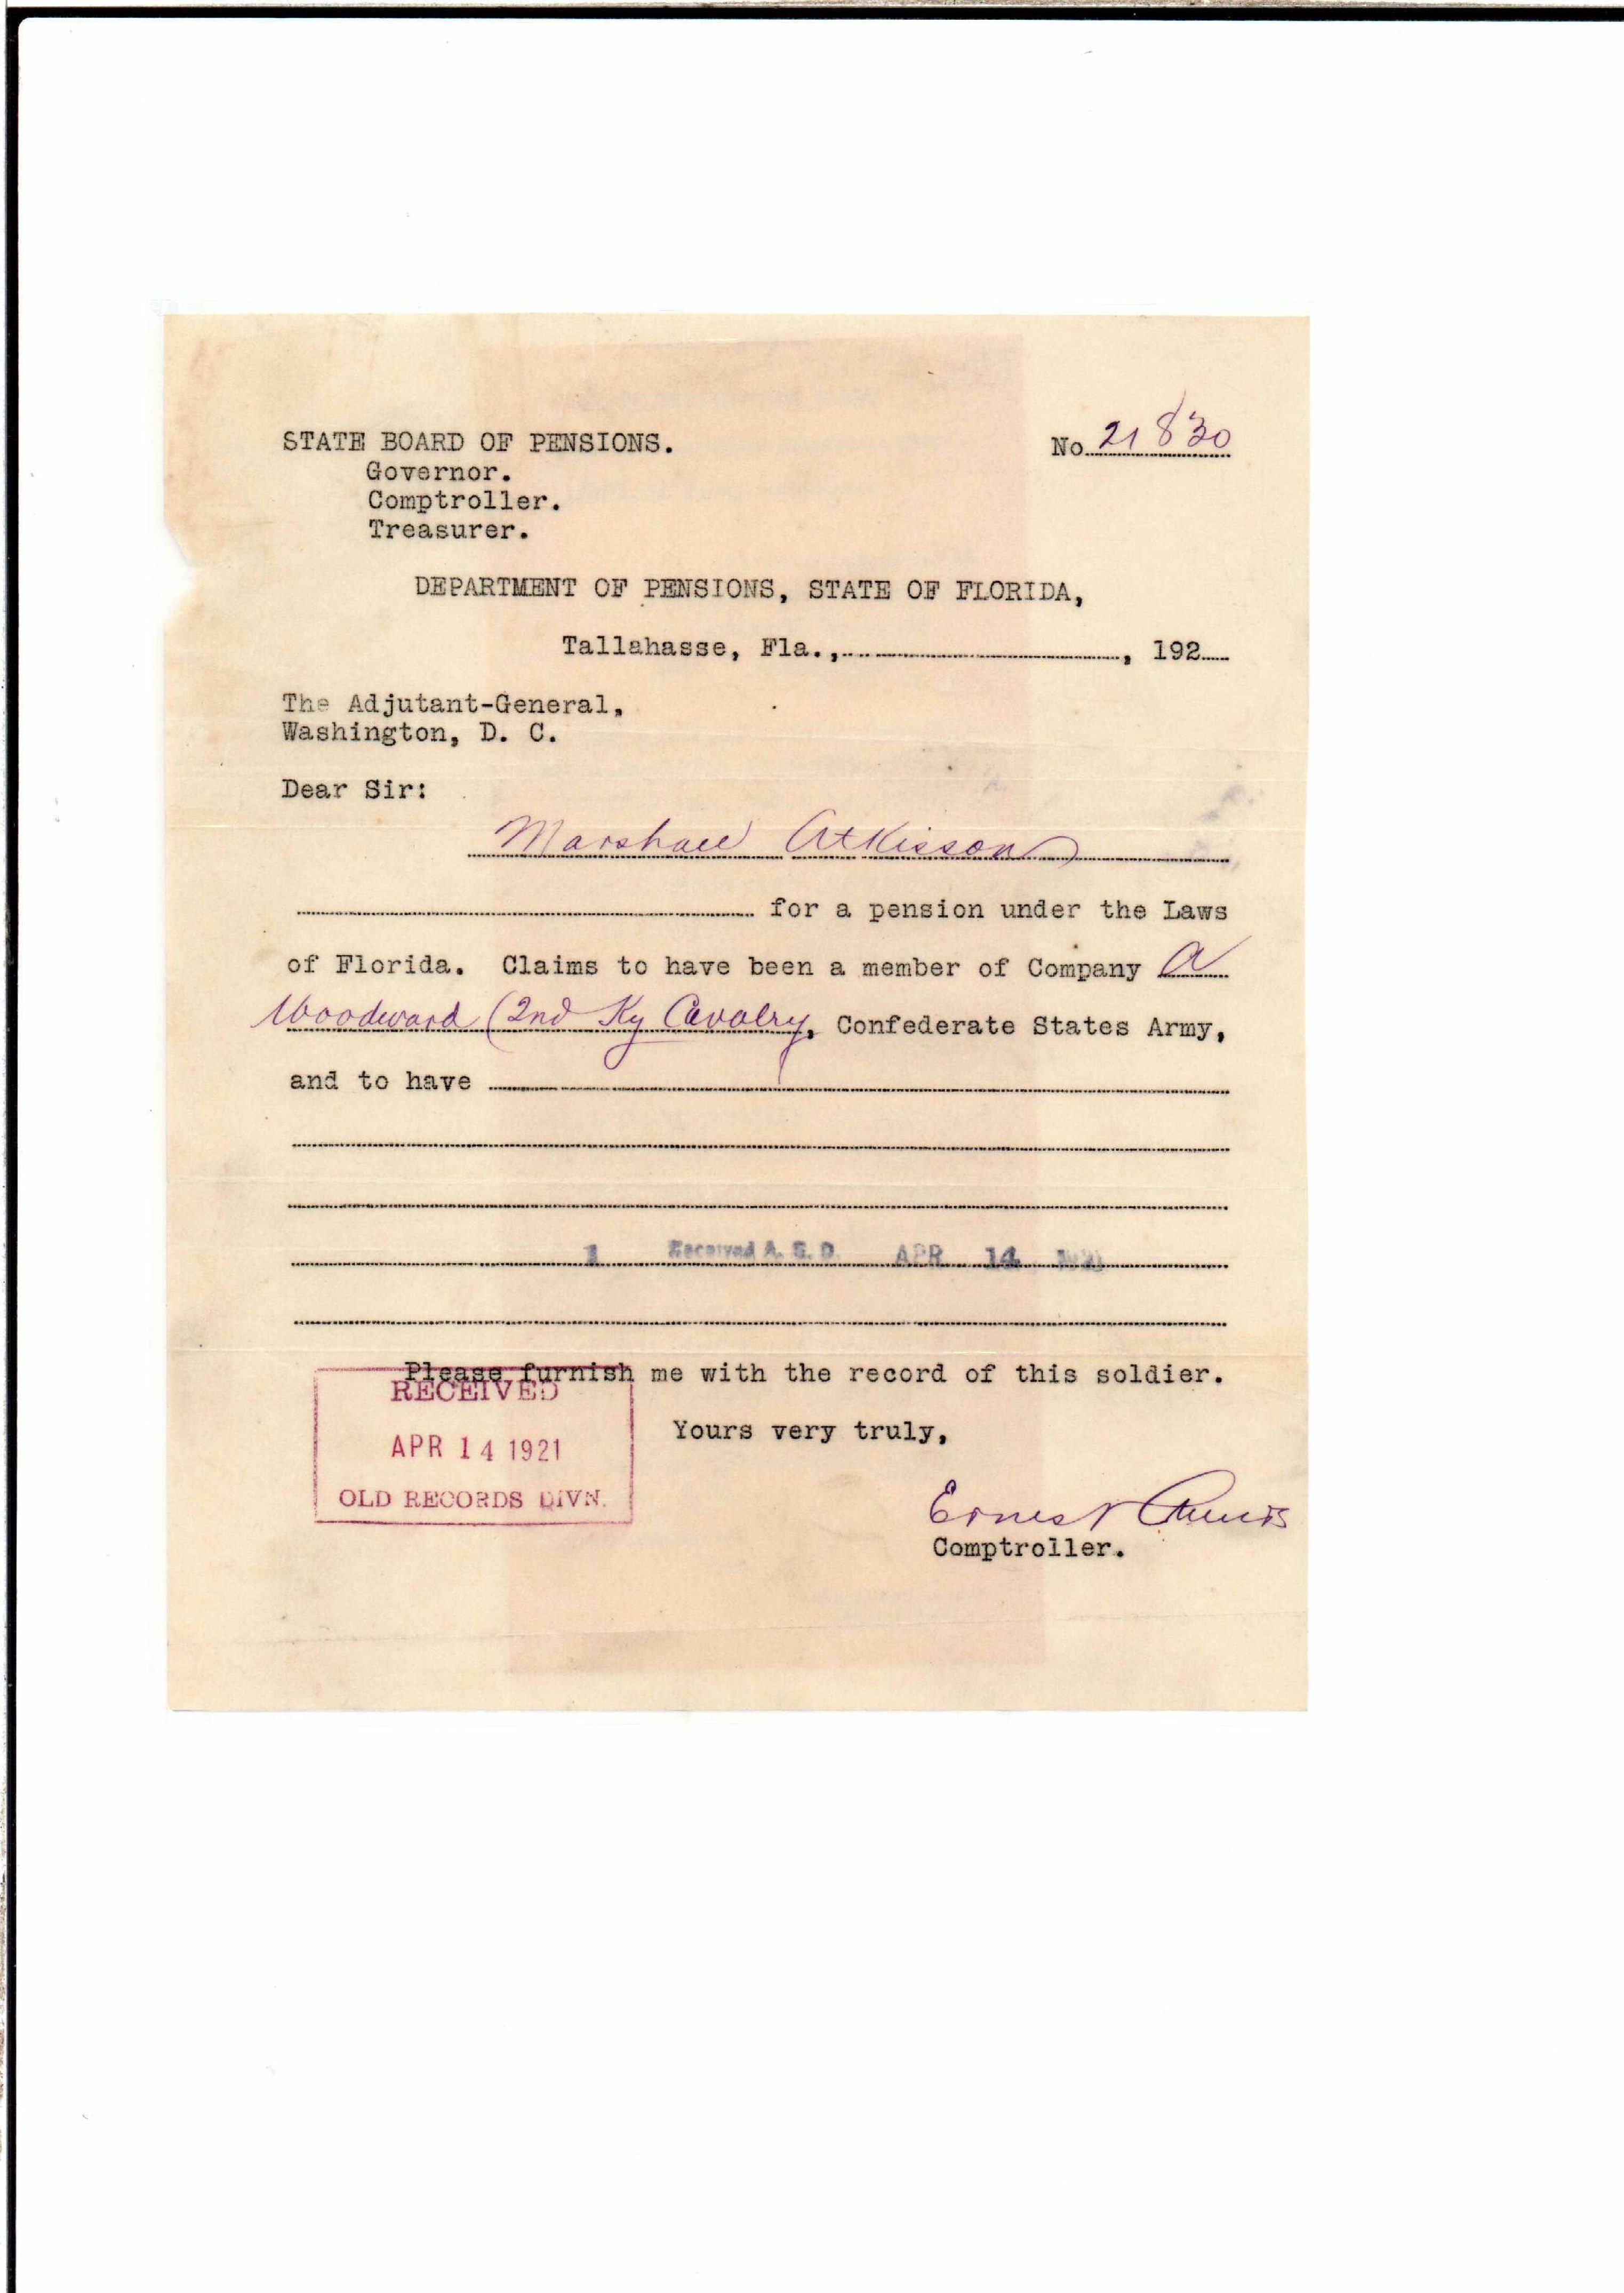 STATE BOARD OF PENSIONS.
No. 21830
Governor.
Comptroller.
Treasurer.
DEPARTMENT OF PENSIONS, STATE OF FLORIDA,
Tallahasse, Fla., , 192
The Adjutant-General,
Washington, D. C.
Dear Sir:
Marshall Atkisson
for a pension under the Laws
of Florida. Claims to have been a member of Company A
Woodward (2nd Ky Cavalry, Confederate States Army,
and to have
1 Received A. G. O. APR 14 1921
Please furnish me with the record of this soldier.
RECEIVED
Yours very truly,
APR 14 1921
OLD RECORDS DIVN.
Ernest Amos
Comptroller.